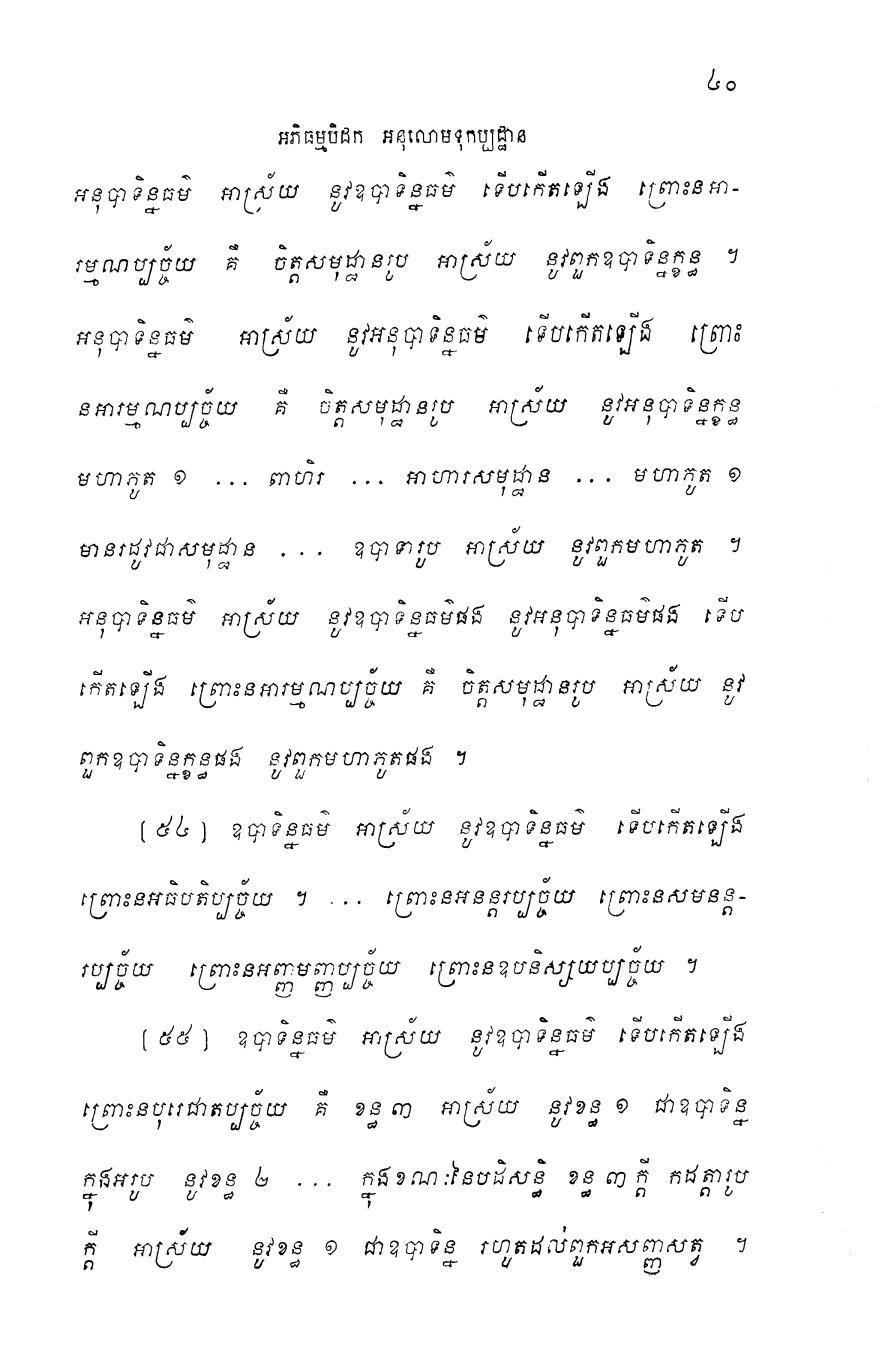 ៤០
អភិធម្មបិដក អនុលោមទុកប្បដ្ឋាន
អនុបាទិន្នធម៌ អាស្រ័យ នូវឧបាទិន្នធម៌ ទើបកើតឡើង ព្រោះនអា-
រម្មណប្បច្ច័យ គឺ ចិត្តសមុដ្ឋានរូប អាស្រ័យ នូវពួកឧបាទិន្នក្ខន្ធ ។
អនុបាទិន្នធម៌ អាស្រ័យ នូវអនុបាទិន្នធម៌ ទើបកើតឡើង ព្រោះ
នអារម្មណប្បច្ច័យ គឺ ចិត្តសមុដ្ឋានរូប អាស្រ័យ នូវអនុបាទិន្នក្ខន្ធ
មហាភូត ១ ... ពាហិរ ... អាហារសមុដ្ឋាន ... មហាភូត ១
មានរដូវជាសមុដ្ឋាន ... ឧបាទារូប អាស្រ័យ នូវពួកមហាភូត ។
អនុបាទិន្នធម៌ អាស្រ័យ នូវឧបាទិន្នធម៌ផង នូវអនុបាទិន្នធម៌ផង ទើប
កើតឡើង ព្រោះនអារម្មណប្បច្ច័យ គឺ ចិត្តសមុដ្ឋានរូប អាស្រ័យ នូវ
ពួកឧបាទិន្នក្ខន្ធផង នូវពួកមហាភូតផង ។
[ ៥៤ ] ឧបាទិន្នធម៌ អាស្រ័យ នូវឧបាទិន្នធម៌ ទើបកើតឡើង
ព្រោះនអធិបតិប្បច្ច័យ ។ ... ព្រោះនអនន្តរប្បច្ច័យ ព្រោះនសមនន្ត-
រប្បច្ច័យ ព្រោះនអញ្ញមញ្ញប្បច្ច័យ ព្រោះនឧបនិស្សយប្បច្ច័យ ។
[ ៥៥ ] ឧបាទិន្នធម៌ អាស្រ័យ នូវឧបាទិន្នធម៌ ទើបកើតឡើង
ព្រោះនបុរេជាតប្បច្ច័យ គឺ ខន្ធ ៣ អាស្រ័យ នូវខន្ធ ១ ជាឧបាទិន្ន
ក្នុងអរូប នូវខន្ធ ២ ... ក្នុងខណៈនៃបដិសន្ធិ ខន្ធ ៣ ក្តី កដត្តារូប
ក្តី អាស្រ័យ នូវខន្ធ ១ ជាឧបាទិន្ន រហូតដល់ពួកអសញ្ញសត្វ ។